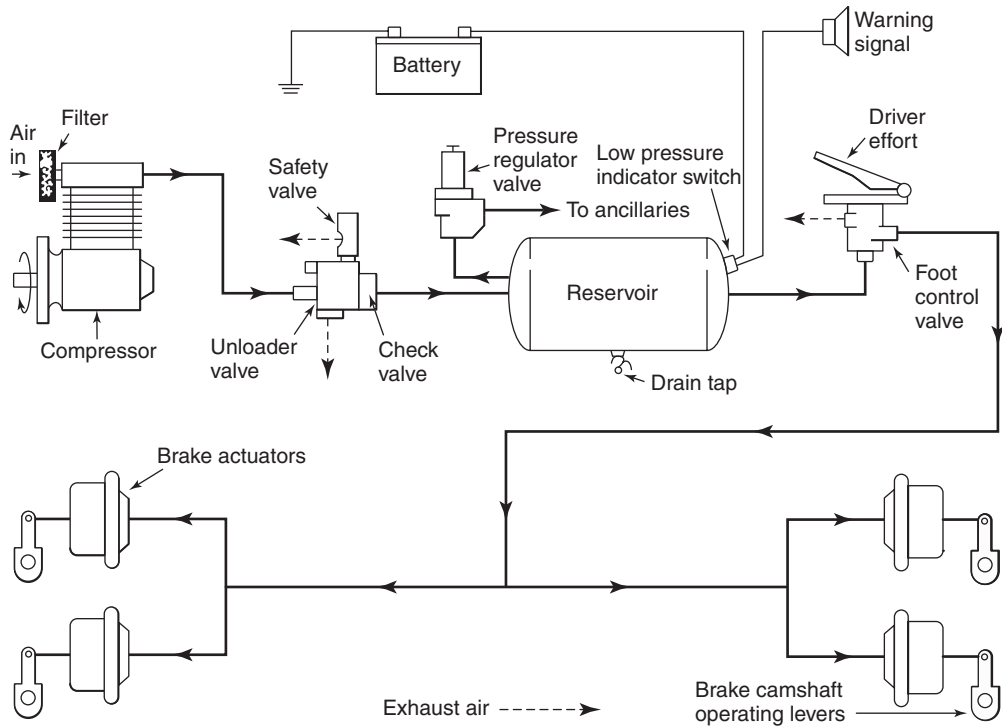 Warning
signal
Battery
Filter
Air
in
Driver
effort
Pressure
regulator
valve
Low pressure
indicator switch
Safety
valve
To ancillaries
Reservoir
Foot
control
valve
Compressor
Unloader
valve
Check
valve
Drain tap
Brake actuators
Exhaust air
Brake camshaft
operating levers